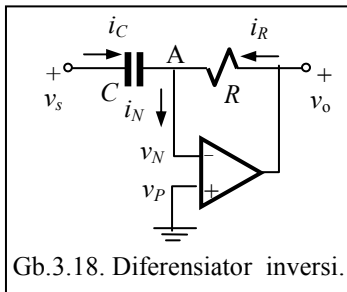 i_C
A
i_R
+
+
v_s
C
i_N
R
v_o
v_N
−
v_P
+
Gb.3.18. Diferensiator inversi.